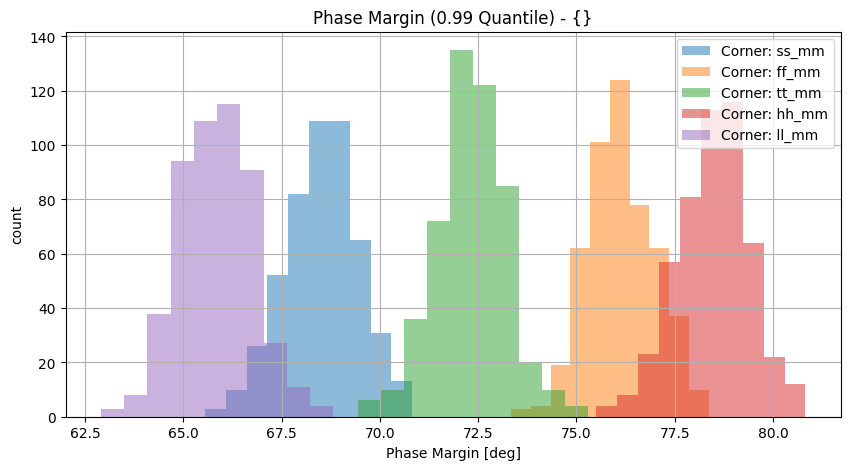 Phase Margin (0.99 Quantile) - {}
140
120
100
80
60
40
20
0
count
Corner: ss_mm
Corner: ff_mm
Corner: tt_mm
Corner: hh_mm
Corner: ll_mm
62.5 65.0 67.5 70.0 72.5 75.0 77.5 80.0
Phase Margin [deg]